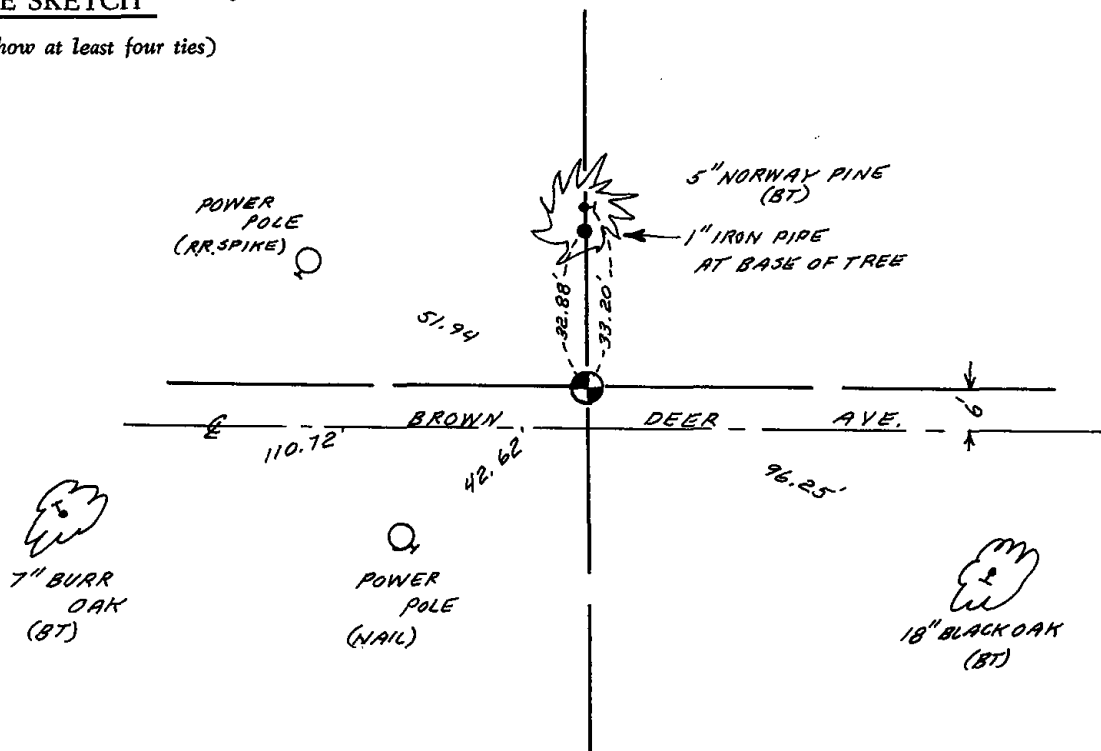 E SKETCH
how at least four ties)
5" NORWAY PINE
(BT)
POWER
POLE
(RR. SPIKE)
1" IRON PIPE
AT BASE OF TREE
32.88'
33.20'
51.94
BROWN DEER AVE.
6'
110.72'
42.62'
96.25'
7" BURR
OAK
(BT)
POWER
POLE
(NAIL)
18" BLACK OAK
(BT)